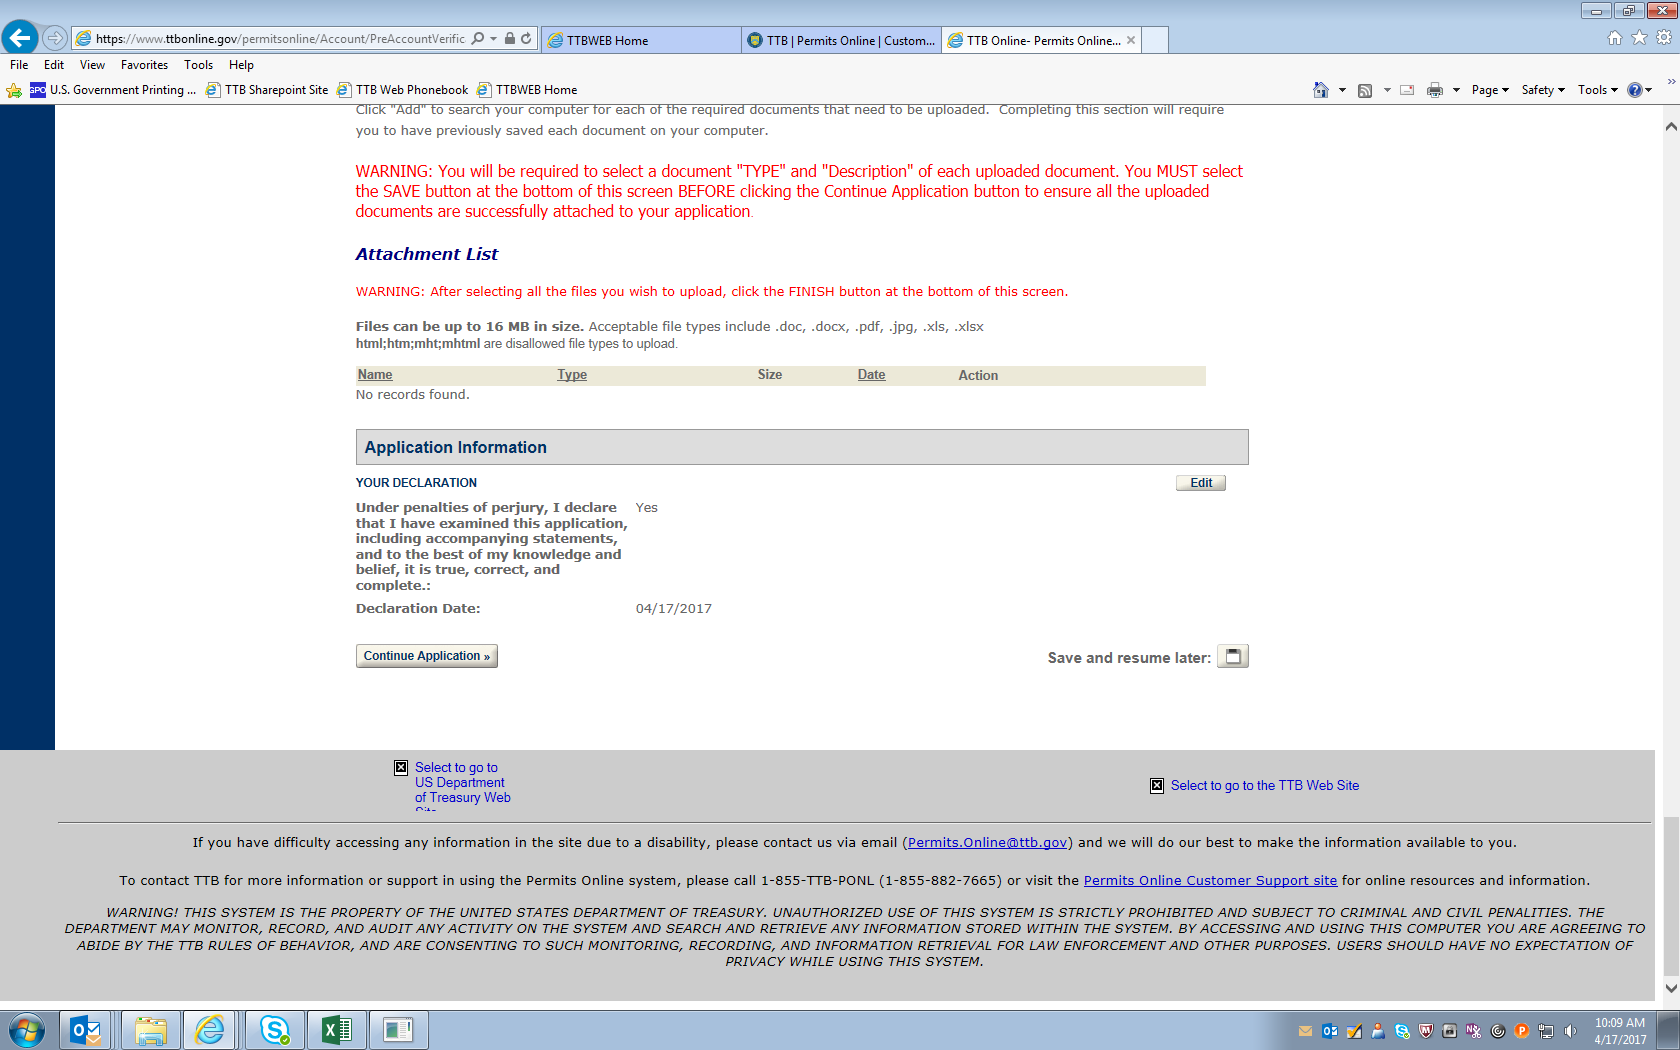 https://www.ttbonline.gov/permitsonline/Account/PreAccountVerific
TTBWEB Home
TTB | Permits Online | Custom...
TTB Online- Permits Online...
File Edit View Favorites Tools Help
GPO U.S. Government Printing ... TTB Sharepoint Site TTB Web Phonebook TTBWEB Home
Page Safety Tools
Click "Add" to search your computer for each of the required documents that need to be uploaded. Completing this section will require
you to have previously saved each document on your computer.
WARNING: You will be required to select a document "TYPE" and "Description" of each uploaded document. You MUST select
the SAVE button at the bottom of this screen BEFORE clicking the Continue Application button to ensure all the uploaded
documents are successfully attached to your application.
Attachment List
WARNING: After selecting all the files you wish to upload, click the FINISH button at the bottom of this screen.
Files can be up to 16 MB in size. Acceptable file types include .doc, .docx, .pdf, .jpg, .xls, .xlsx
html;htm;mht;mhtml are disallowed file types to upload.
Name Type Size Date Action
No records found.
Application Information
YOUR DECLARATION
Edit
Under penalties of perjury, I declare Yes
that I have examined this application,
including accompanying statements,
and to the best of my knowledge and
belief, it is true, correct, and
complete.:
Declaration Date: 04/17/2017
Continue Application »
Save and resume later:
Select to go to
US Department
of Treasury Web
Site
Select to go to the TTB Web Site
If you have difficulty accessing any information in the site due to a disability, please contact us via email (Permits.Online@ttb.gov) and we will do our best to make the information available to you.
To contact TTB for more information or support in using the Permits Online system, please call 1-855-TTB-PONL (1-855-882-7665) or visit the Permits Online Customer Support site for online resources and information.
WARNING! THIS SYSTEM IS THE PROPERTY OF THE UNITED STATES DEPARTMENT OF TREASURY. UNAUTHORIZED USE OF THIS SYSTEM IS STRICTLY PROHIBITED AND SUBJECT TO CRIMINAL AND CIVIL PENALITIES. THE
DEPARTMENT MAY MONITOR, RECORD, AND AUDIT ANY ACTIVITY ON THE SYSTEM AND SEARCH AND RETRIEVE ANY INFORMATION STORED WITHIN THE SYSTEM. BY ACCESSING AND USING THIS COMPUTER YOU ARE AGREEING TO
ABIDE BY THE TTB RULES OF BEHAVIOR, AND ARE CONSENTING TO SUCH MONITORING, RECORDING, AND INFORMATION RETRIEVAL FOR LAW ENFORCEMENT AND OTHER PURPOSES. USERS SHOULD HAVE NO EXPECTATION OF
PRIVACY WHILE USING THIS SYSTEM.
10:09 AM
4/17/2017